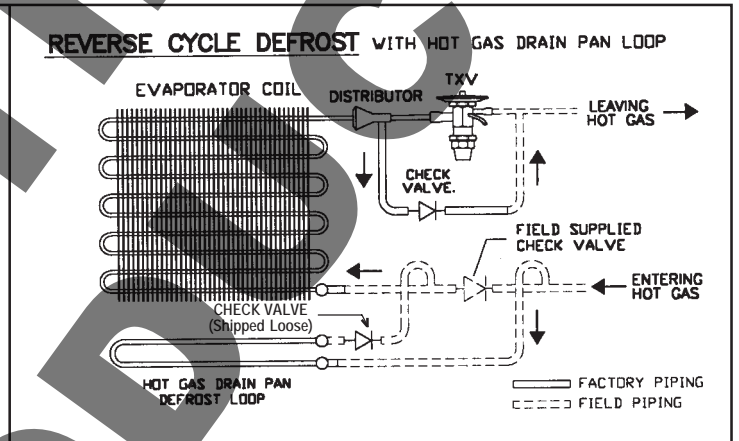 REVERSE CYCLE DEFROST WITH HOT GAS DRAIN PAN LOOP
EVAPORATOR COIL
DISTRIBUTOR
TXV
LEAVING
HOT GAS
CHECK
VALVE.
FIELD SUPPLIED
CHECK VALVE
ENTERING
HOT GAS
CHECK VALVE
(Shipped Loose)
HOT GAS DRAIN PAN
DEFROST LOOP
FACTORY PIPING
FIELD PIPING